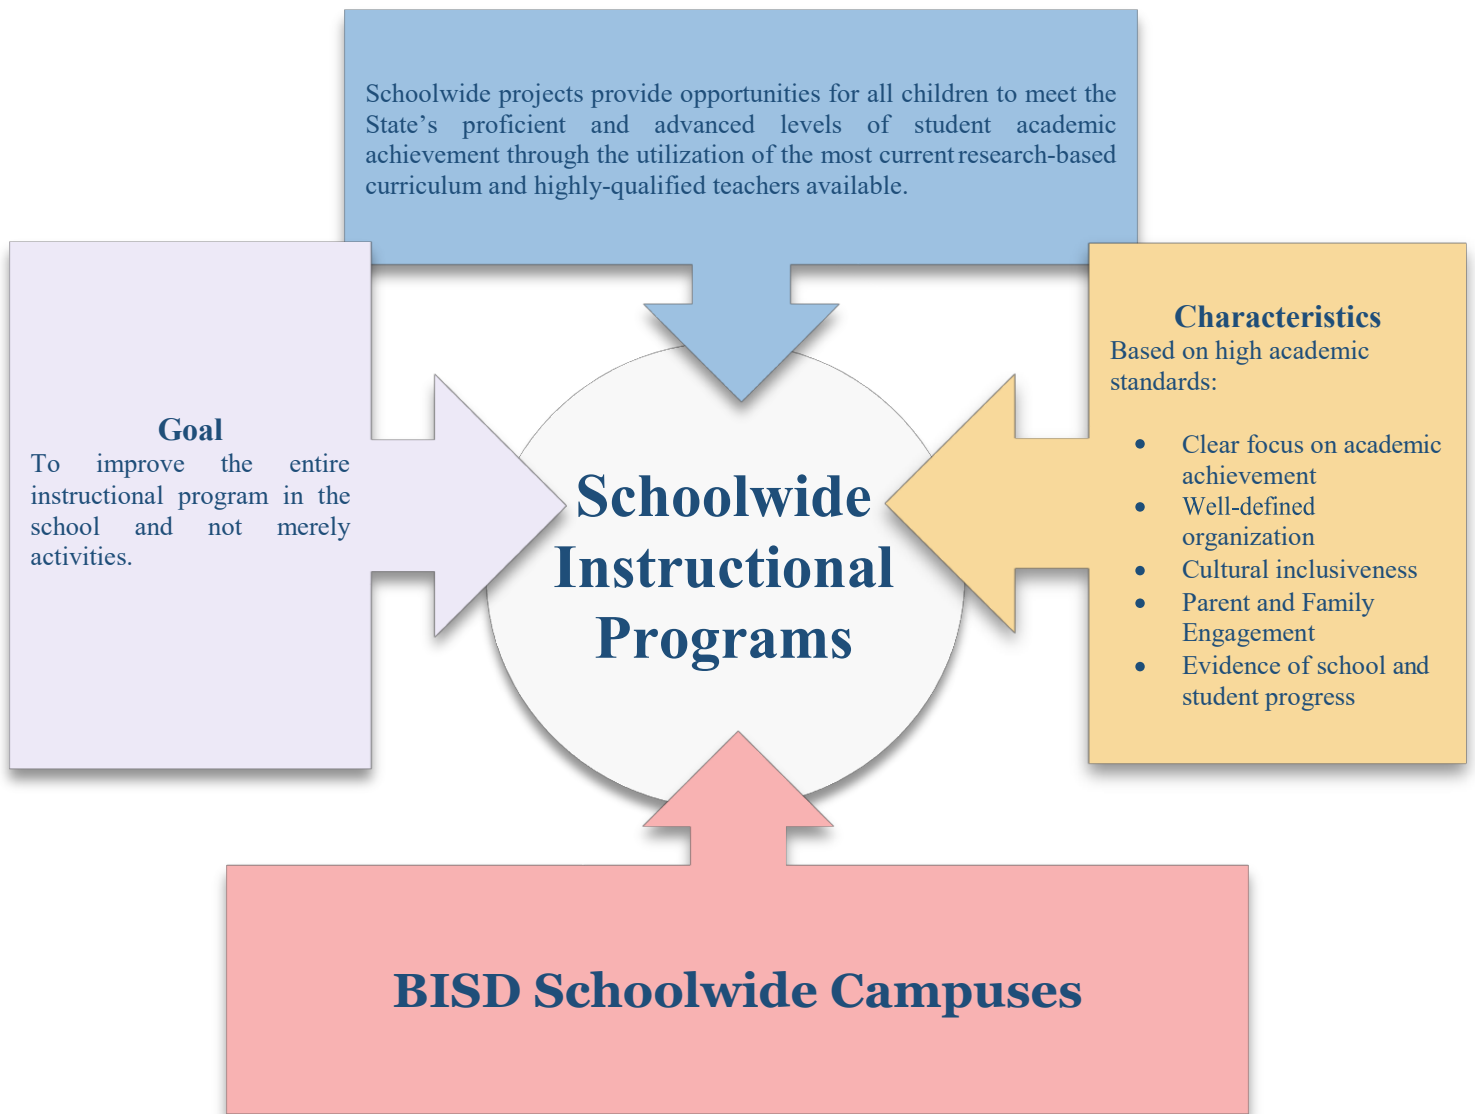 Schoolwide projects provide opportunities for all children to meet the
State’s proficient and advanced levels of student academic
achievement through the utilization of the most current research-based
curriculum and highly-qualified teachers available.
Goal
To improve the entire
instructional program in the
school and not merely
activities.
Schoolwide
Instructional
Programs
Characteristics
Based on high academic
standards:
• Clear focus on academic
achievement
• Well-defined
organization
• Cultural inclusiveness
• Parent and Family
Engagement
• Evidence of school and
student progress
BISD Schoolwide Campuses